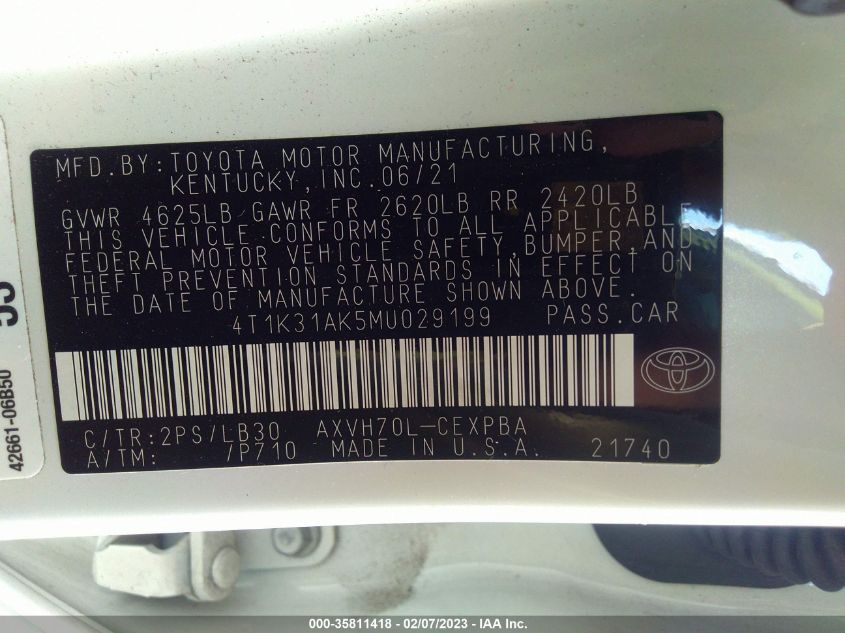 MFD.BY:TOYOTA MOTOR MANUFACTURING,
KENTUCKY,INC.06/21
GVWR 4625LB GAWR FR 2620LB RR 2420LB
THIS VEHICLE CONFORMS TO ALL APPLICABLE
FEDERAL MOTOR VEHICLE SAFETY,BUMPER,AND
THEFT PREVENTION STANDARDS IN EFFECT ON
THE DATE OF MANUFACTURE SHOWN ABOVE.
4T1K31AK5MU029199 PASS.CAR
C/TR:2PS/LB30 AXVH70L-CEXPBA
A/TM: /P710 MADE IN U.S.A. 21740
42661-06B50
000-35811418 - 02/07/2023 - IAA Inc.